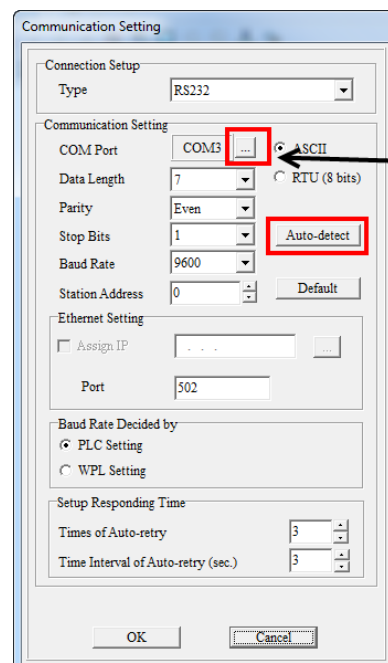 Communication Setting
Connection Setup
Type RS232
Communication Setting
COM Port COM3 ... ASCII
Data Length 7 RTU (8 bits)
Parity Even
Stop Bits 1 Auto-detect
Baud Rate 9600
Station Address 0 Default
Ethernet Setting
Assign IP . . . ...
Port 502
Baud Rate Decided by
PLC Setting
WPL Setting
Setup Responding Time
Times of Auto-retry 3
Time Interval of Auto-retry (sec.) 3
OK Cancel